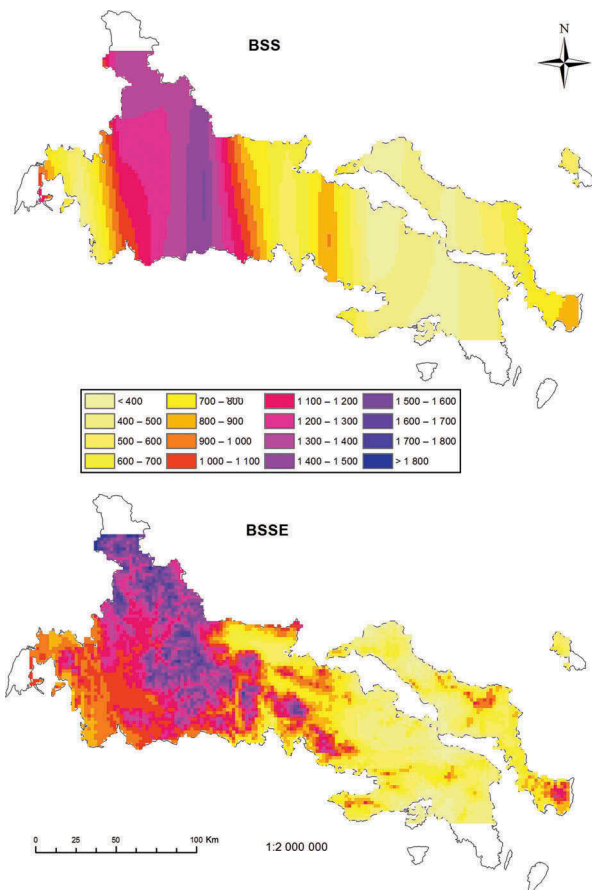 BSS
N
< 400
700 – 800
1 100 – 1 200
1 500 – 1 600
400 – 500
800 – 900
1 200 – 1 300
1 600 – 1 700
500 – 600
900 – 1 000
1 300 – 1 400
1 700 – 1 800
600 – 700
1 000 – 1 100
1 400 – 1 500
> 1 800
BSSE
0 25 50 100 Km
1:2 000 000